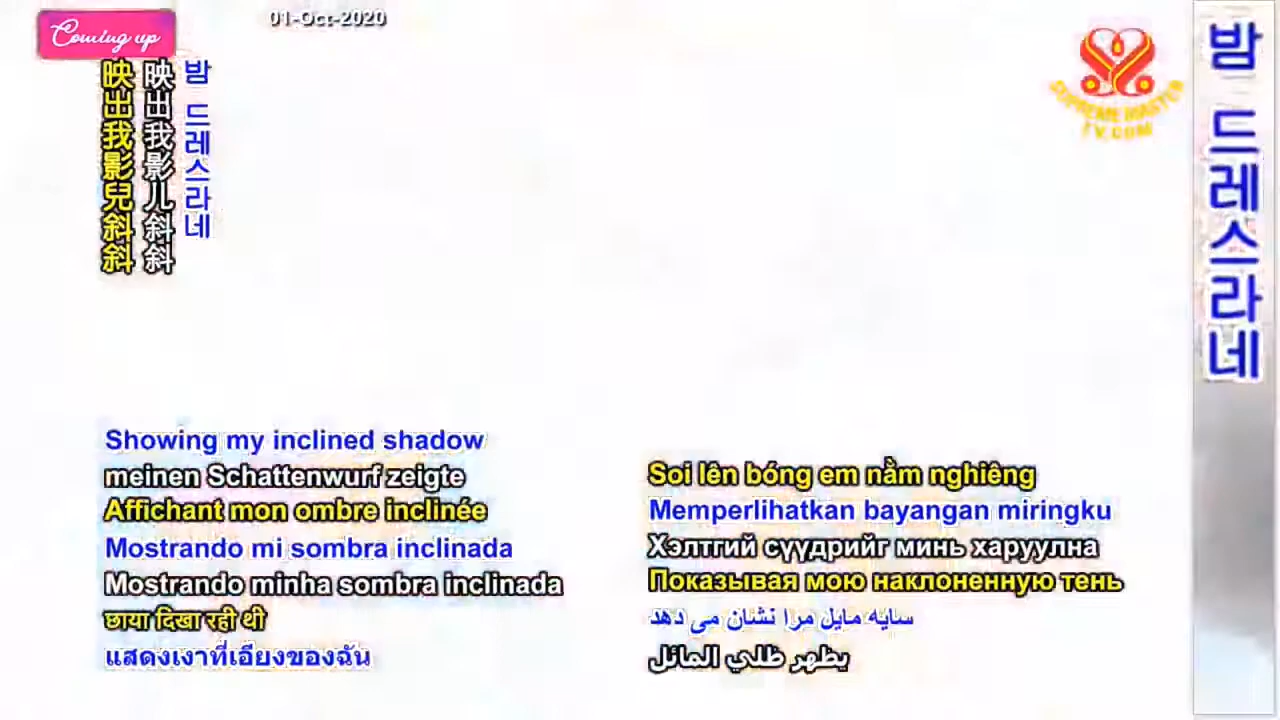 Coming up
01-Oct-2020
映出我影兒斜斜
映出我影儿斜斜
밤 드레스라네
SUPREME MASTER
TV.COM
밤 드레스라네
Showing my inclined shadow
meinen Schattenwurf zeigte
Affichant mon ombre inclinée
Mostrando mi sombra inclinada
Mostrando minha sombra inclinada
छाया दिखा रही थी
แสดงเงาที่เอียงของฉัน
Soi lên bóng em nằm nghiêng
Memperlihatkan bayangan miringku
Хэлтгий сүүдрийг минь харуулна
Показывая мою наклоненную тень
سایه مایل مرا نشان می دهد
يظهر ظلي المائل